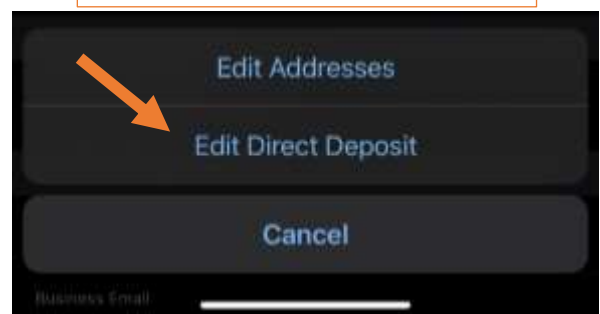 Edit Addresses
Edit Direct Deposit
Cancel
Business Email